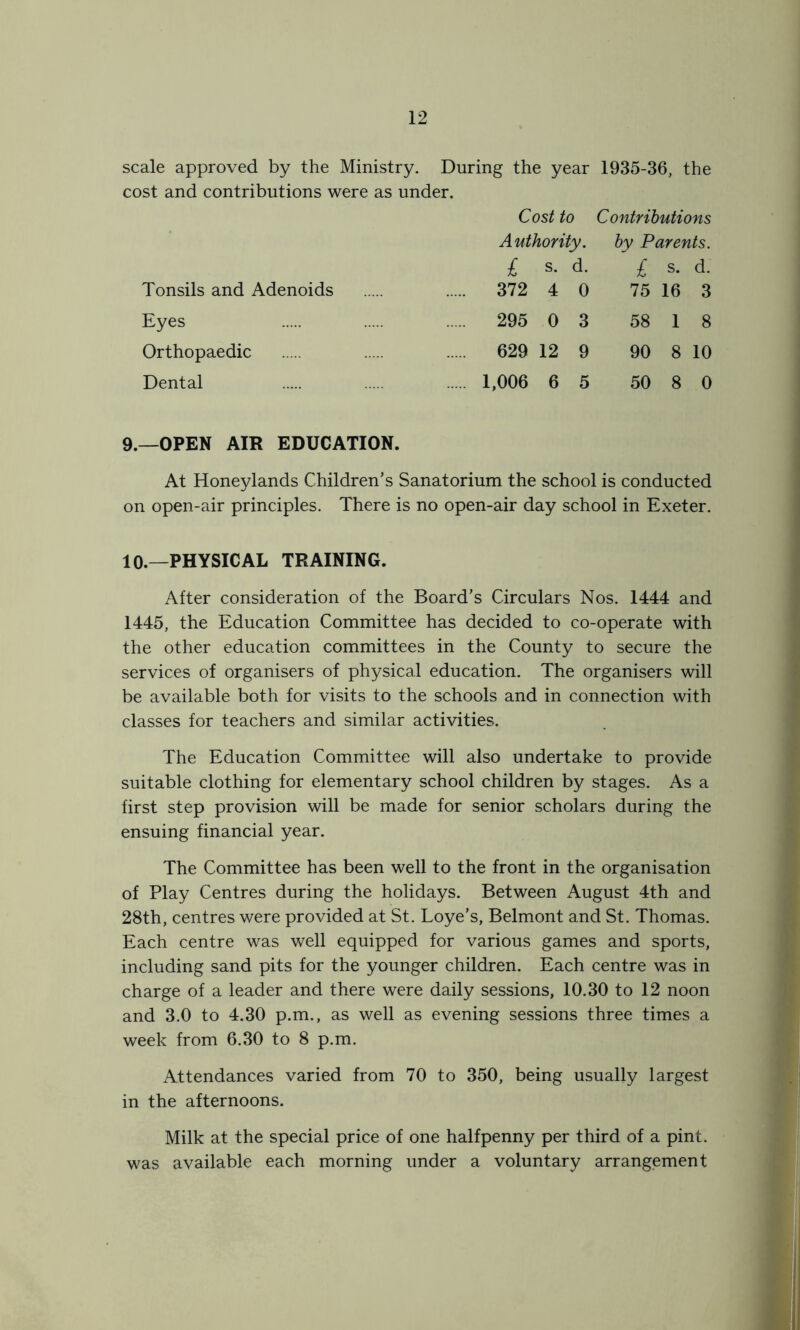 12
scale approved by the Ministry. During the year 1935-36, the
cost and contributions were as under.
Cost to Contributions
Authority. by Parents.
£ s. d. £ s. d.
Tonsils and Adenoids ..... ..... 372 4 0 75 16 3
Eyes ..... ..... ..... 295 0 3 58 1 8
Orthopaedic ..... ..... ..... 629 12 9 90 8 10
Dental ..... ..... ..... 1,006 6 5 50 8 0
9.—OPEN AIR EDUCATION.
At Honeylands Children's Sanatorium the school is conducted
on open-air principles. There is no open-air day school in Exeter.
10.—PHYSICAL TRAINING.
After consideration of the Board's Circulars Nos. 1444 and
1445, the Education Committee has decided to co-operate with
the other education committees in the County to secure the
services of organisers of physical education. The organisers will
be available both for visits to the schools and in connection with
classes for teachers and similar activities.
The Education Committee will also undertake to provide
suitable clothing for elementary school children by stages. As a
first step provision will be made for senior scholars during the
ensuing financial year.
The Committee has been well to the front in the organisation
of Play Centres during the holidays. Between August 4th and
28th, centres were provided at St. Loye's, Belmont and St. Thomas.
Each centre was well equipped for various games and sports,
including sand pits for the younger children. Each centre was in
charge of a leader and there were daily sessions, 10.30 to 12 noon
and 3.0 to 4.30 p.m., as well as evening sessions three times a
week from 6.30 to 8 p.m.
Attendances varied from 70 to 350, being usually largest
in the afternoons.
Milk at the special price of one halfpenny per third of a pint.
was available each morning under a voluntary arrangement